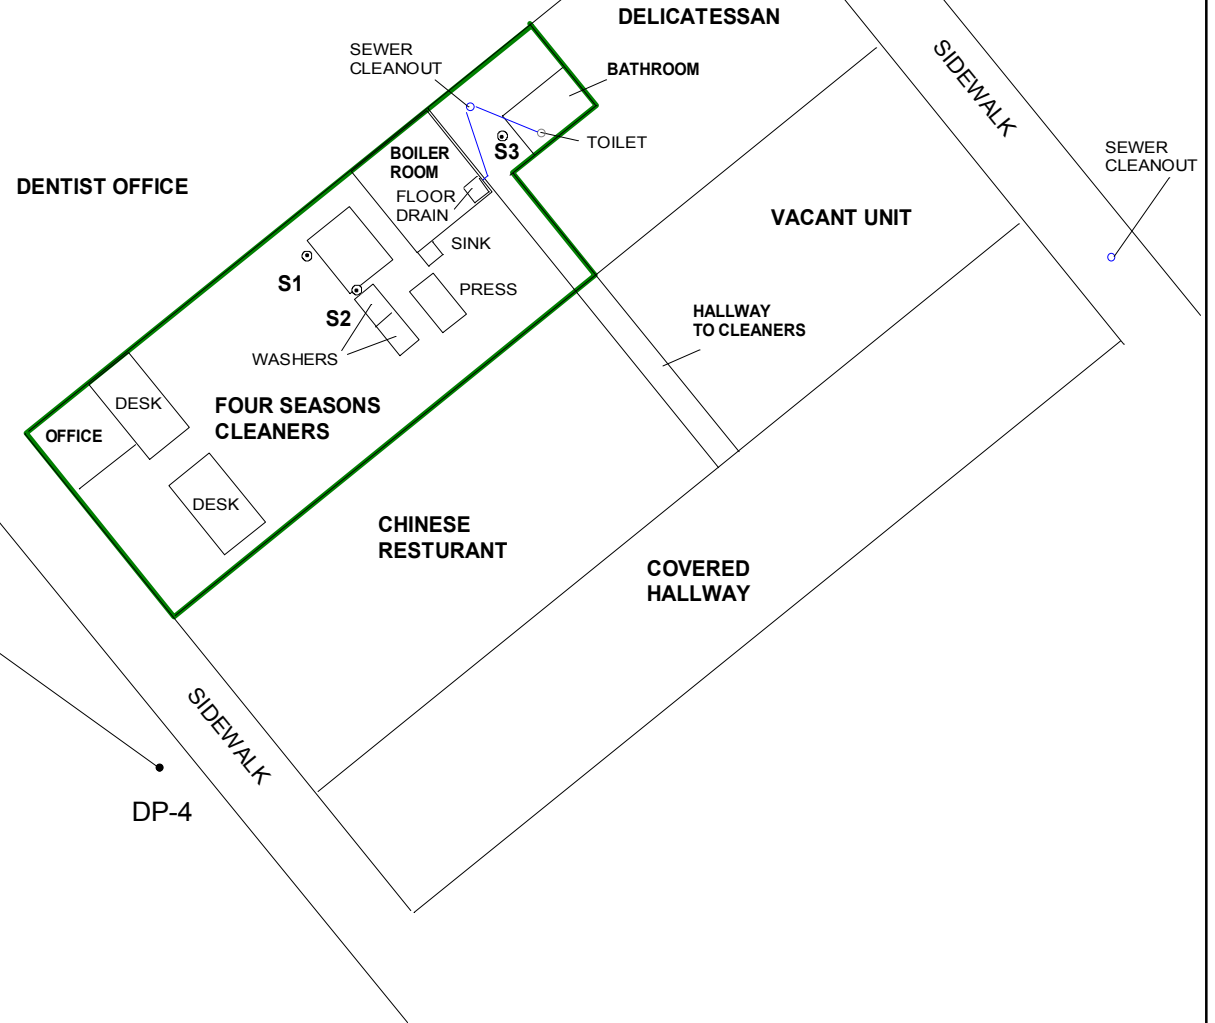 DELICATESSAN
SEWER
CLEANOUT
BATHROOM
SIDEWALK
TOILET
S3
BOILER
ROOM
SEWER
CLEANOUT
DENTIST OFFICE
FLOOR
DRAIN
VACANT UNIT
SINK
S1
PRESS
S2
HALLWAY
TO CLEANERS
WASHERS
DESK
FOUR SEASONS
CLEANERS
OFFICE
DESK
CHINESE
RESTURANT
COVERED
HALLWAY
SIDEWALK
DP-4